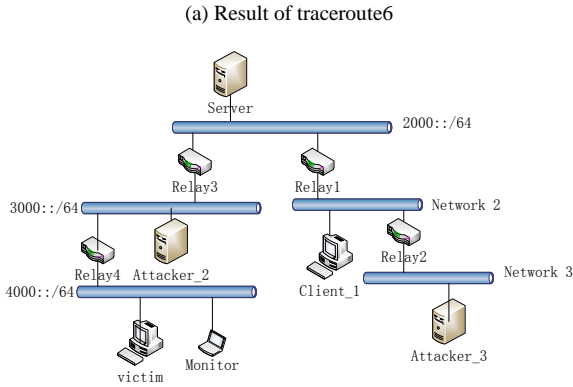 (a) Result of traceroute6
Server
2000::/64
Relay3
Relay1
3000::/64
Network 2
Relay4
Attacker_2
Client_1
Relay2
4000::/64
Network 3
victim
Monitor
Attacker_3